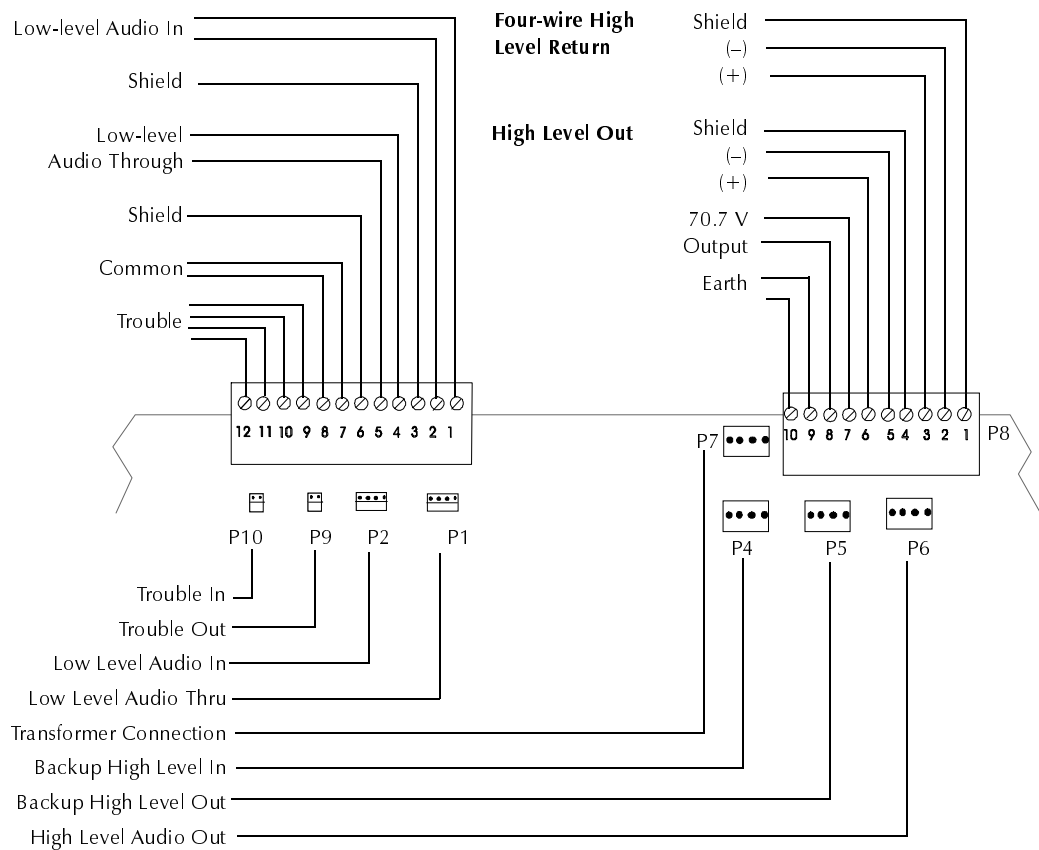 Low-level Audio In
Shield
Low-level
Audio Through
Shield
Common
Trouble
Four-wire High
Level Return
Shield
(–)
(+)
High Level Out
Shield
(–)
(+)
70.7 V
Output
Earth
12 11 10 9 8 7 6 5 4 3 2 1
10 9 8 7 6 5 4 3 2 1
P8
P7
P10 P9 P2 P1
P4 P5 P6
Trouble In
Trouble Out
Low Level Audio In
Low Level Audio Thru
Transformer Connection
Backup High Level In
Backup High Level Out
High Level Audio Out